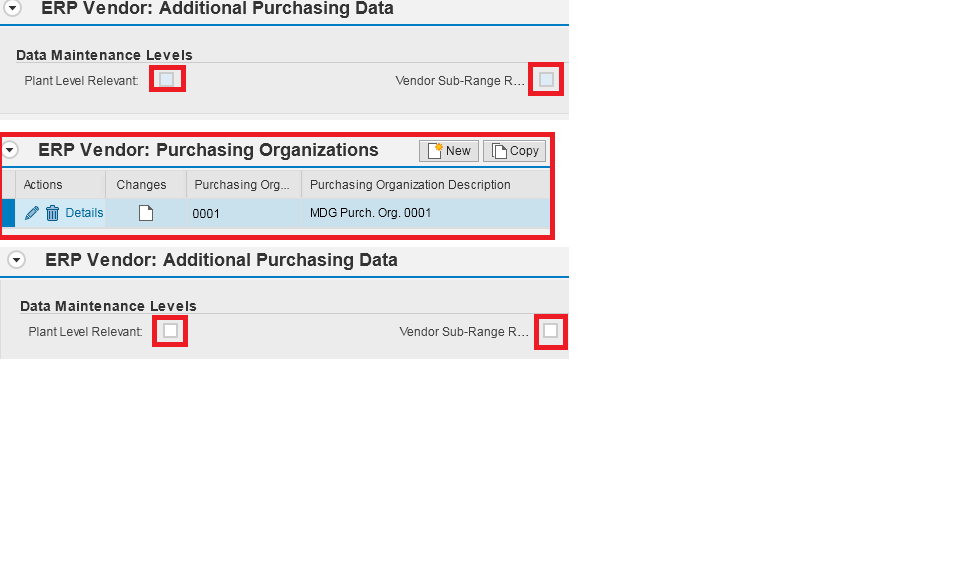 ERP Vendor: Additional Purchasing Data
Data Maintenance Levels
Plant Level Relevant: Vendor Sub-Range R...
ERP Vendor: Purchasing Organizations New Copy
Actions Changes Purchasing Org... Purchasing Organization Description
Details 0001 MDG Purch. Org. 0001
ERP Vendor: Additional Purchasing Data
Data Maintenance Levels
Plant Level Relevant: Vendor Sub-Range R...